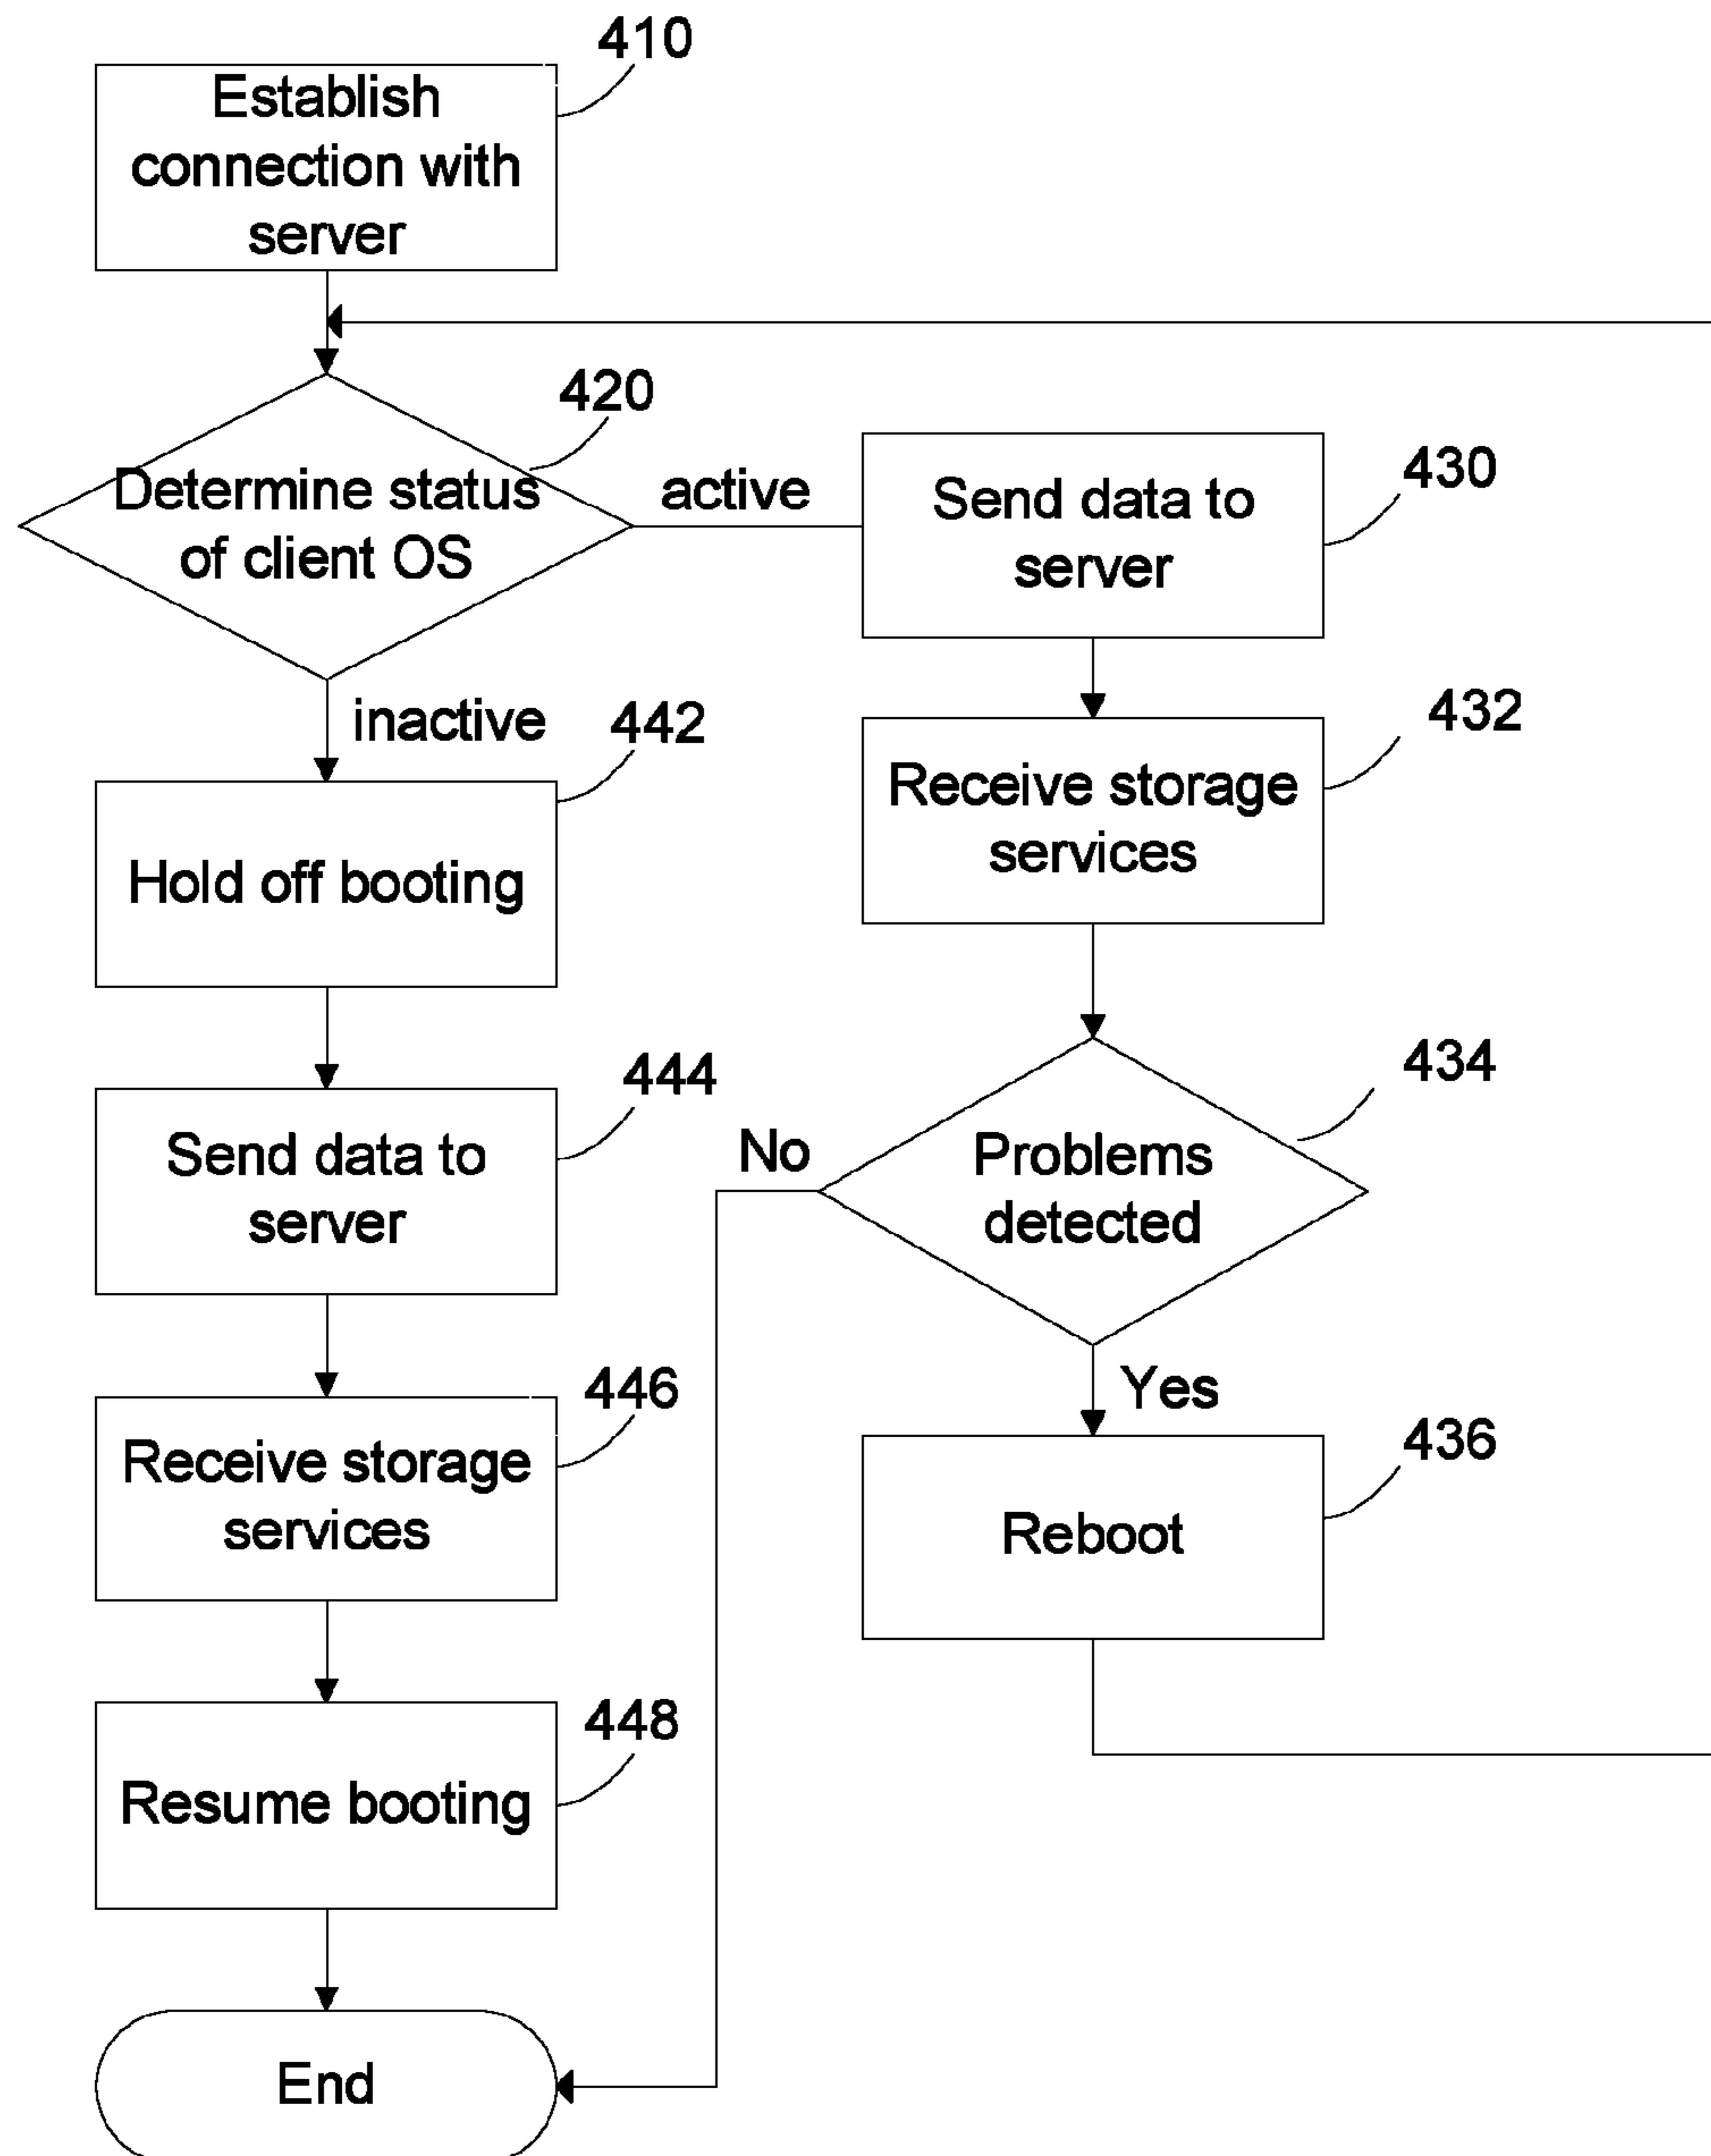 410
Establish
connection with
server
420
Determine status
of client OS
active
430
Send data to
server
inactive
442
Hold off booting
432
Receive storage
services
444
Send data to
server
434
No
Problems
detected
Yes
446
Receive storage
services
436
Reboot
448
Resume booting
End